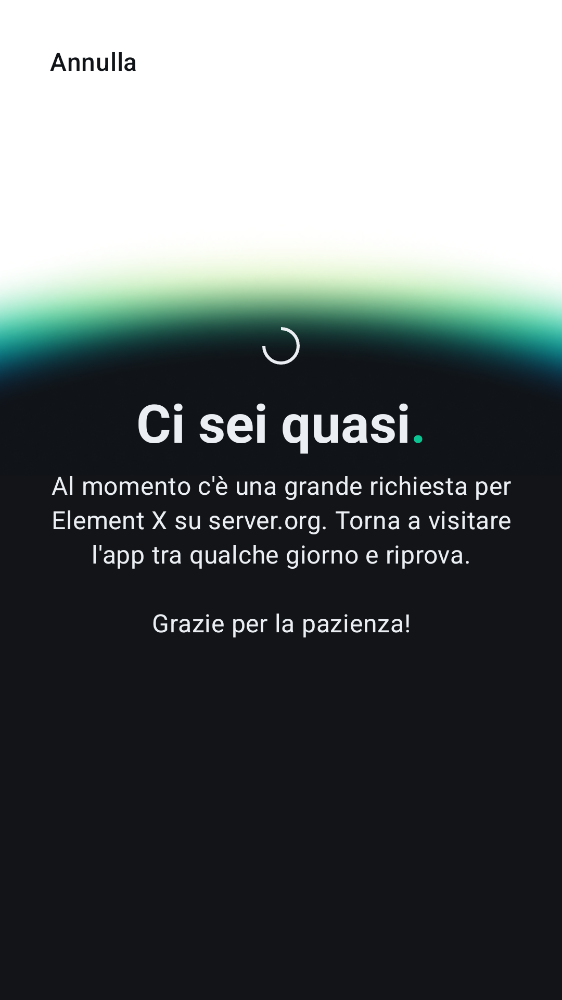 Annulla
Ci sei quasi.
Al momento c'è una grande richiesta per
Element X su server.org. Torna a visitare
l'app tra qualche giorno e riprova.
Grazie per la pazienza!